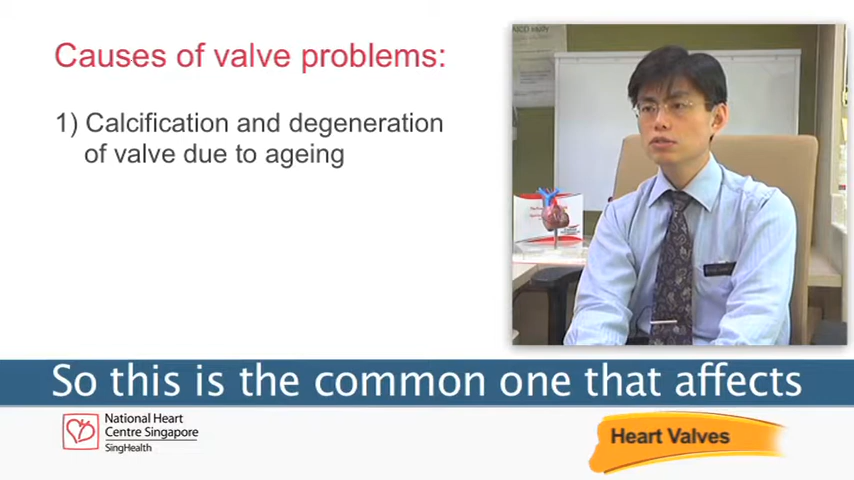 Causes of valve problems:
1) Calcification and degeneration
of valve due to ageing
So this is the common one that affects
National Heart
Centre Singapore
SingHealth
Heart Valves